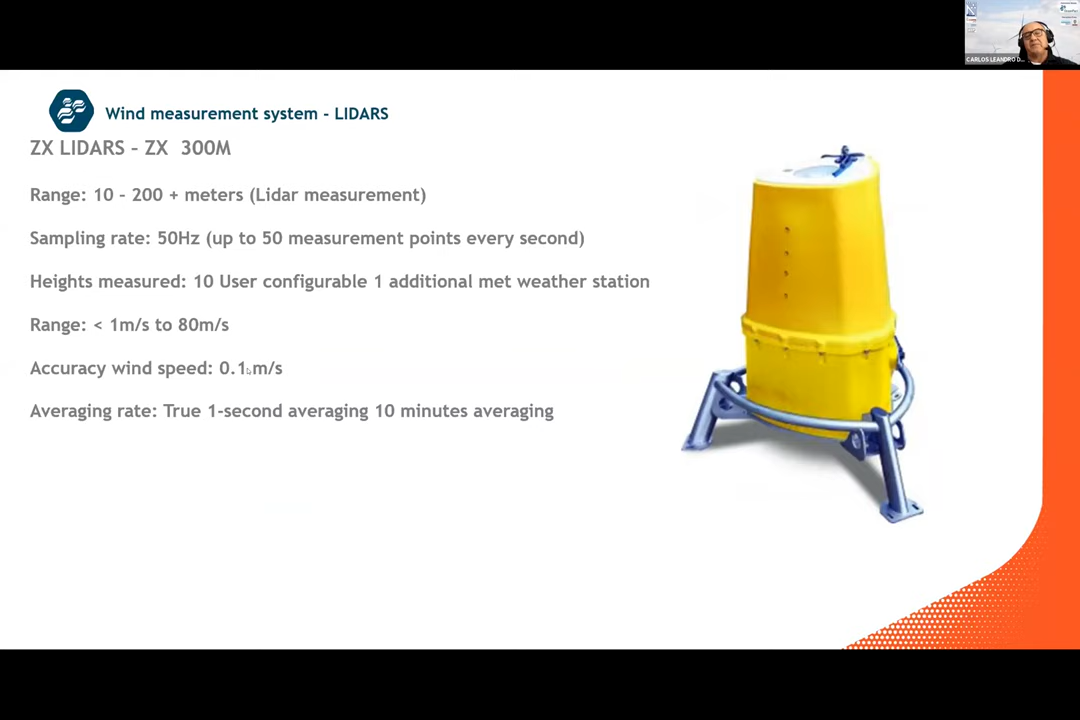 CARLOS LEANDRO D...
Wind measurement system - LIDARS
ZX LIDARS – ZX 300M
Range: 10 – 200 + meters (Lidar measurement)
Sampling rate: 50Hz (up to 50 measurement points every second)
Heights measured: 10 User configurable 1 additional met weather station
Range: < 1m/s to 80m/s
Accuracy wind speed: 0.1 m/s
Averaging rate: True 1-second averaging 10 minutes averaging